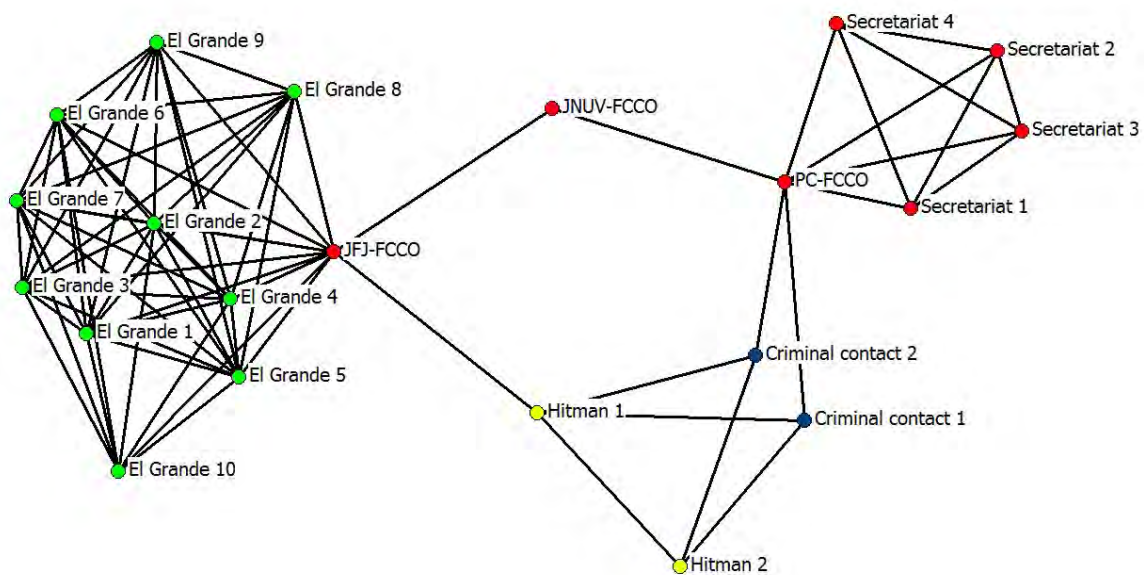 El Grande 9
Secretariat 4
Secretariat 2
El Grande 8
El Grande 6
JNUV-FCCO
Secretariat 3
PC-FCCO
El Grande 7
Secretariat 1
El Grande 2
JFJ-FCCO
El Grande 3
El Grande 4
El Grande 1
Criminal contact 2
El Grande 5
Hitman 1
Criminal contact 1
El Grande 10
Hitman 2